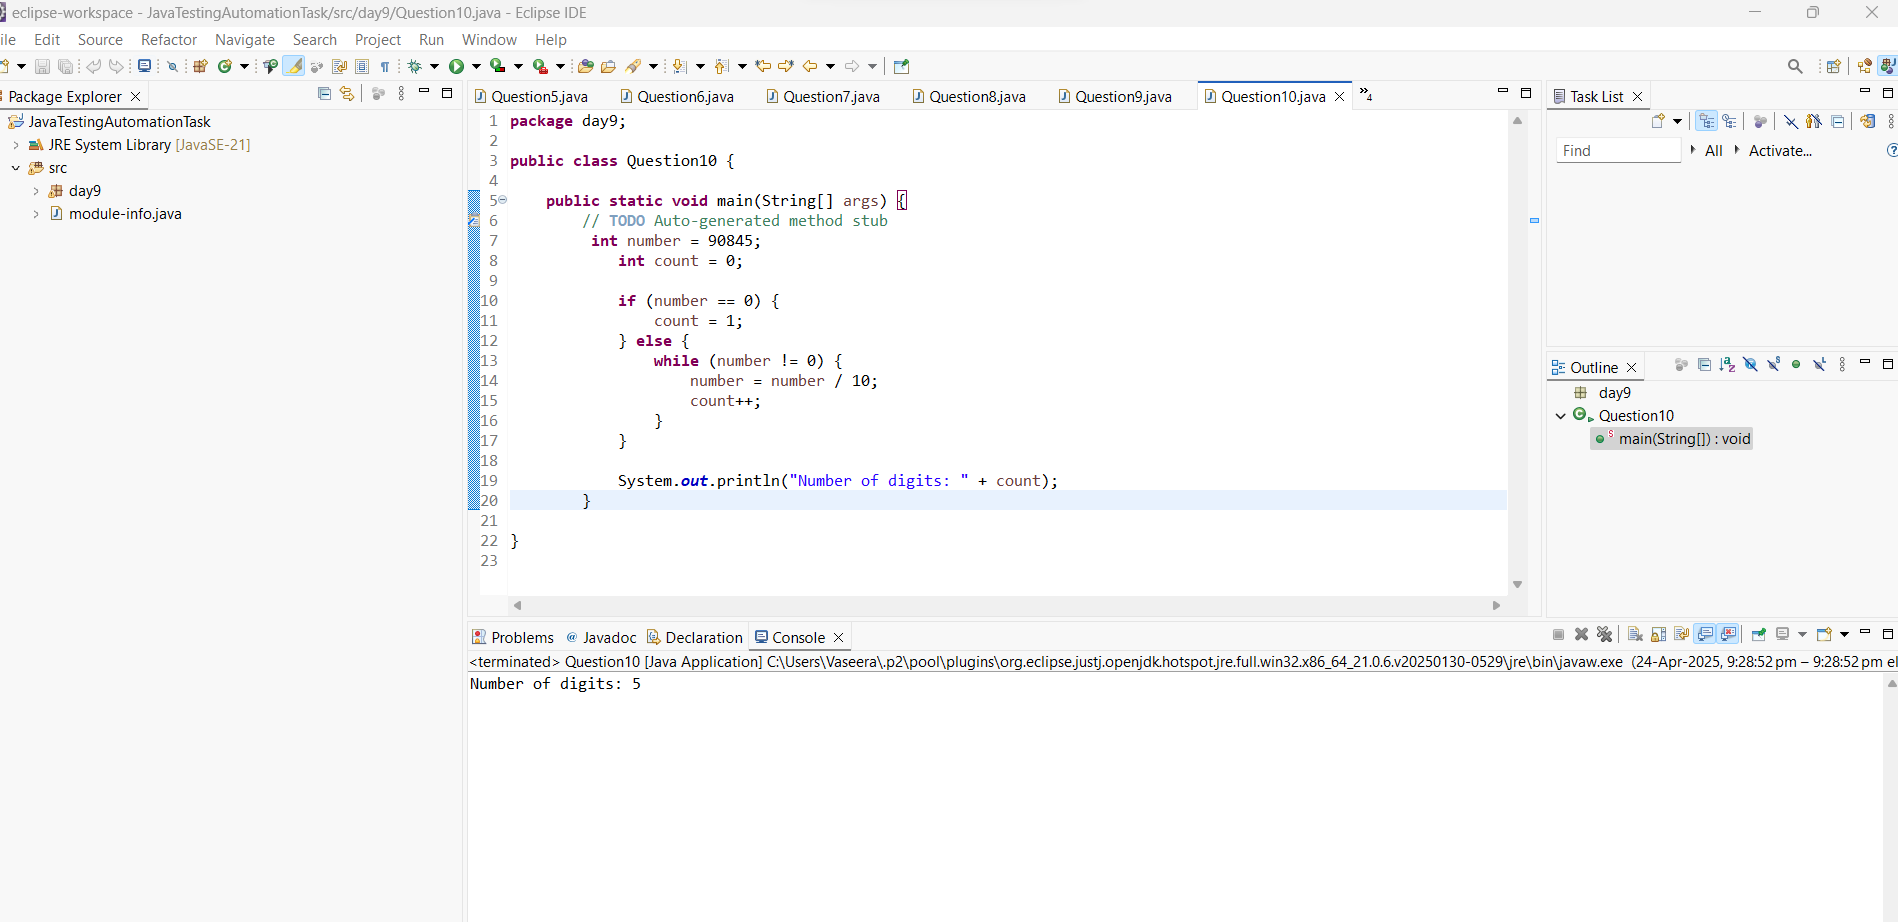 eclipse-workspace - JavaTestingAutomationTask/src/day9/Question10.java - Eclipse IDE
ile Edit Source Refactor Navigate Search Project Run Window Help
Package Explorer
JavaTestingAutomationTask
JRE System Library [JavaSE-21]
src
day9
module-info.java
Question5.java Question6.java Question7.java Question8.java Question9.java Question10.java »4
1 package day9;
2
3 public class Question10 {
4
5 public static void main(String[] args) {
6 // TODO Auto-generated method stub
7 int number = 90845;
8 int count = 0;
9
10 if (number == 0) {
11 count = 1;
12 } else {
13 while (number != 0) {
14 number = number / 10;
15 count++;
16 }
17 }
18
19 System.out.println("Number of digits: " + count);
20 }
21
22 }
23
Task List
Find All Activate...
Outline
day9
Question10
main(String[]) : void
Problems Javadoc Declaration Console
<terminated> Question10 [Java Application] C:\Users\Vaseera\.p2\pool\plugins\org.eclipse.justj.openjdk.hotspot.jre.full.win32.x86_64_21.0.6.v20250130-0529\jre\bin\javaw.exe (24-Apr-2025, 9:28:52 pm – 9:28:52 pm el
Number of digits: 5